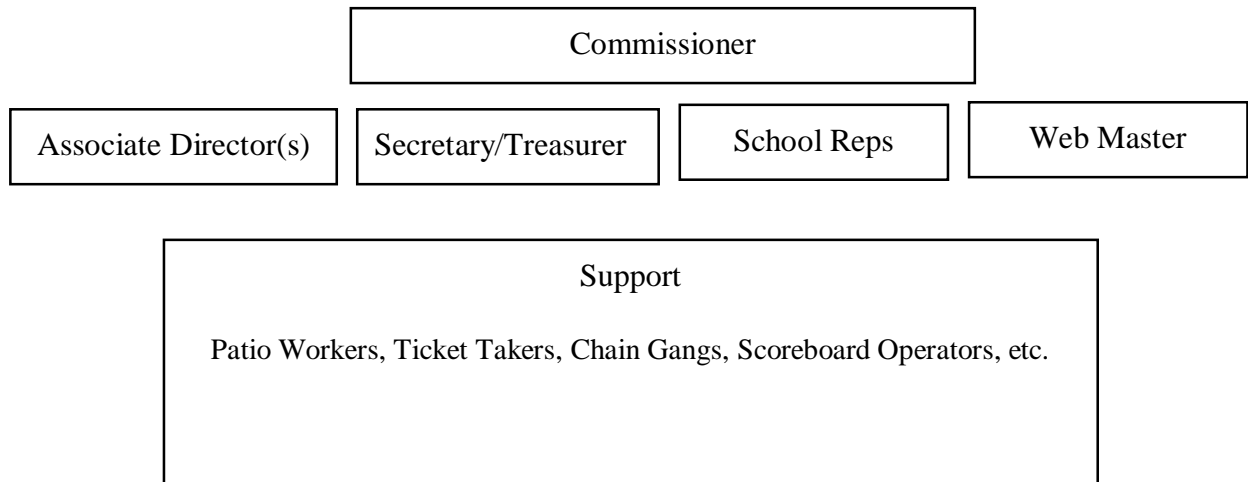 Commissioner
Associate Director(s)
Secretary/Treasurer
School Reps
Web Master
Support
Patio Workers, Ticket Takers, Chain Gangs, Scoreboard Operators, etc.